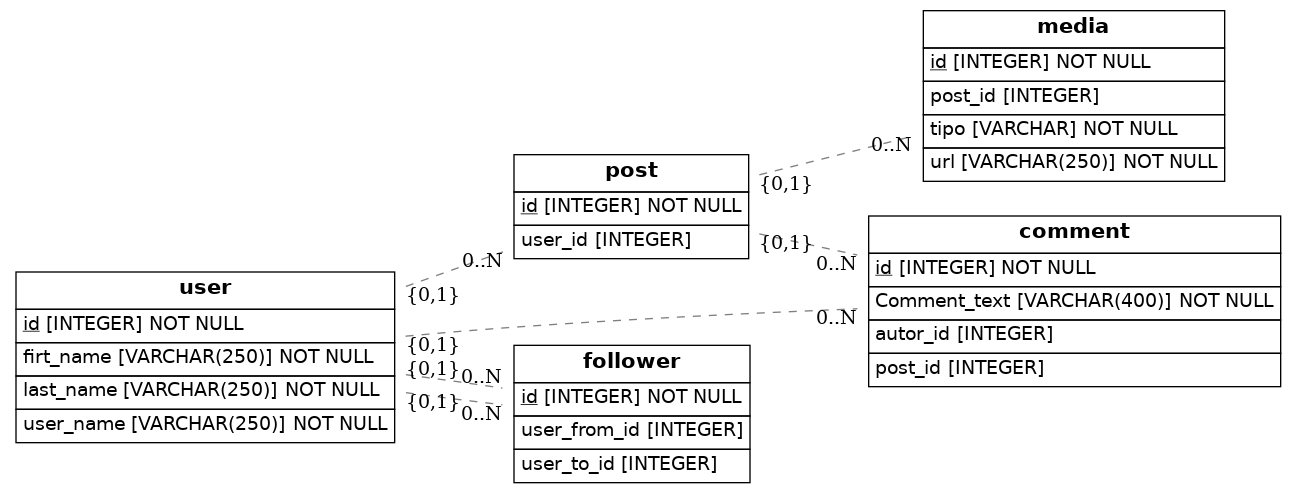 media
id [INTEGER] NOT NULL
post_id [INTEGER]
tipo [VARCHAR] NOT NULL
url [VARCHAR(250)] NOT NULL
0..N
{0,1}
post
id [INTEGER] NOT NULL
user_id [INTEGER]
{0,1}
0..N
comment
id [INTEGER] NOT NULL
Comment_text [VARCHAR(400)] NOT NULL
autor_id [INTEGER]
post_id [INTEGER]
0..N
{0,1}
user
id [INTEGER] NOT NULL
firt_name [VARCHAR(250)] NOT NULL
last_name [VARCHAR(250)] NOT NULL
user_name [VARCHAR(250)] NOT NULL
0..N
{0,1}
{0,1}
0..N
{0,1}
0..N
follower
id [INTEGER] NOT NULL
user_from_id [INTEGER]
user_to_id [INTEGER]